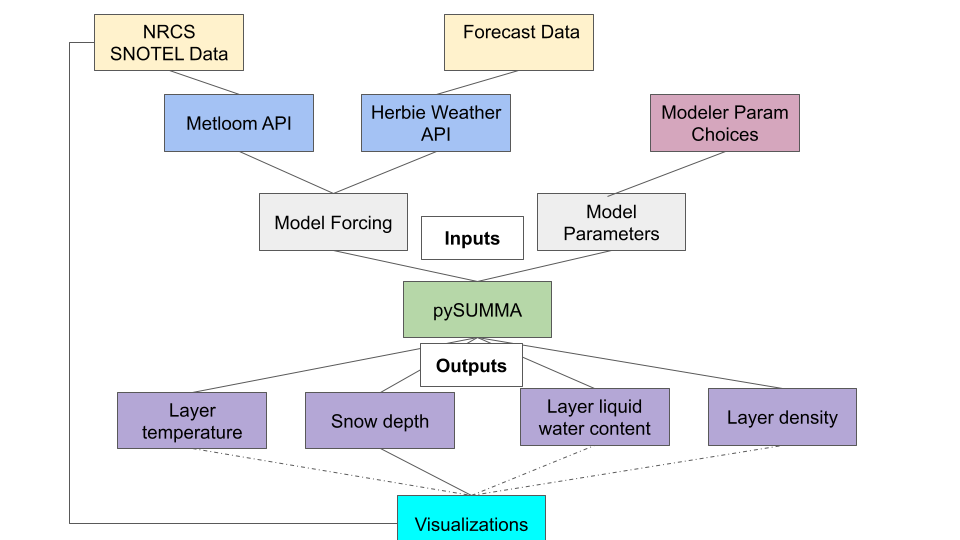 NRCS
SNOTEL Data
Forecast Data
Metloom API
Herbie Weather
API
Modeler Param
Choices
Model Forcing
Model
Parameters
Inputs
pySUMMA
Outputs
Layer
temperature
Snow depth
Layer liquid
water content
Layer density
Visualizations